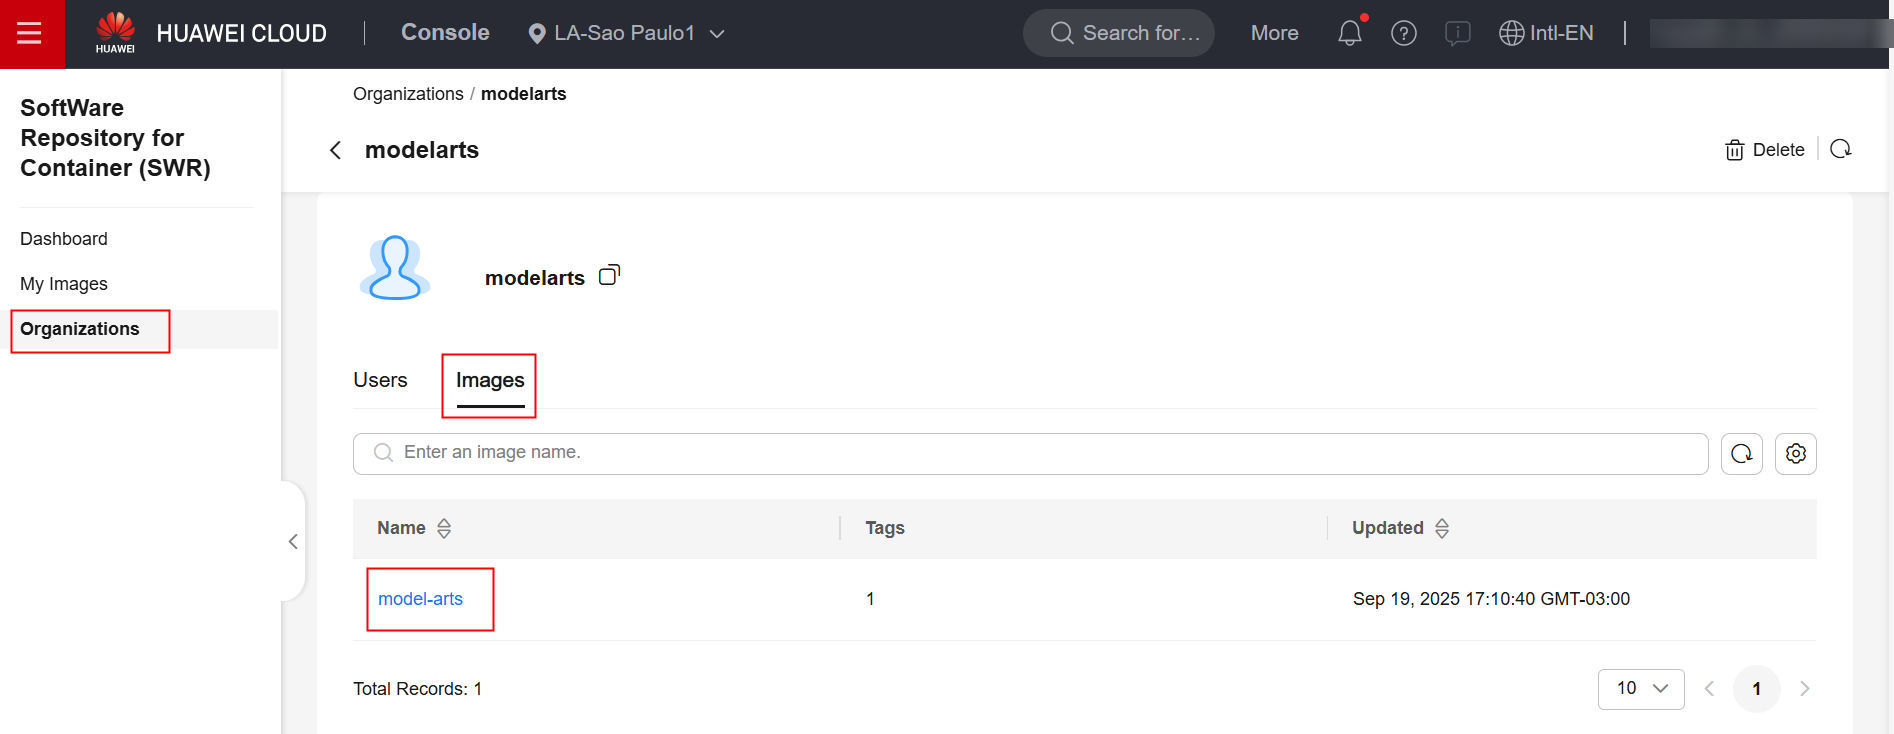 HUAWEI
HUAWEI CLOUD
Console
LA-Sao Paulo1
Search for...
More
Intl-EN
SoftWare
Repository for
Container (SWR)
Dashboard
My Images
Organizations
Organizations / modelarts
modelarts
Delete
modelarts
Users
Images
Enter an image name.
Name
Tags
Updated
model-arts
1
Sep 19, 2025 17:10:40 GMT-03:00
Total Records: 1
10
1